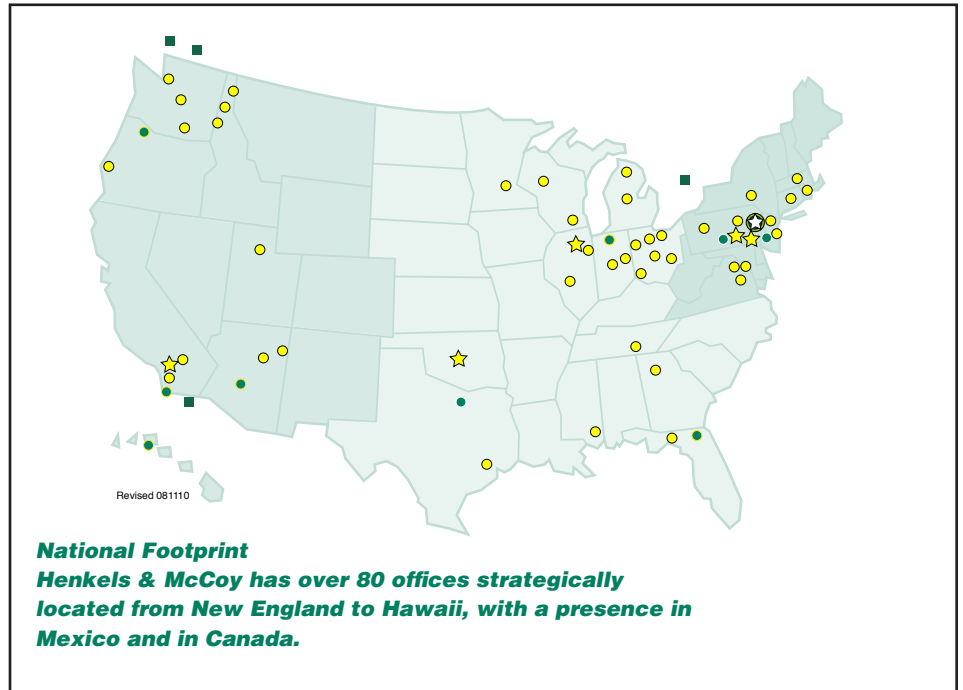 Revised 081110
National Footprint
Henkels & McCoy has over 80 offices strategically
located from New England to Hawaii, with a presence in
Mexico and in Canada.